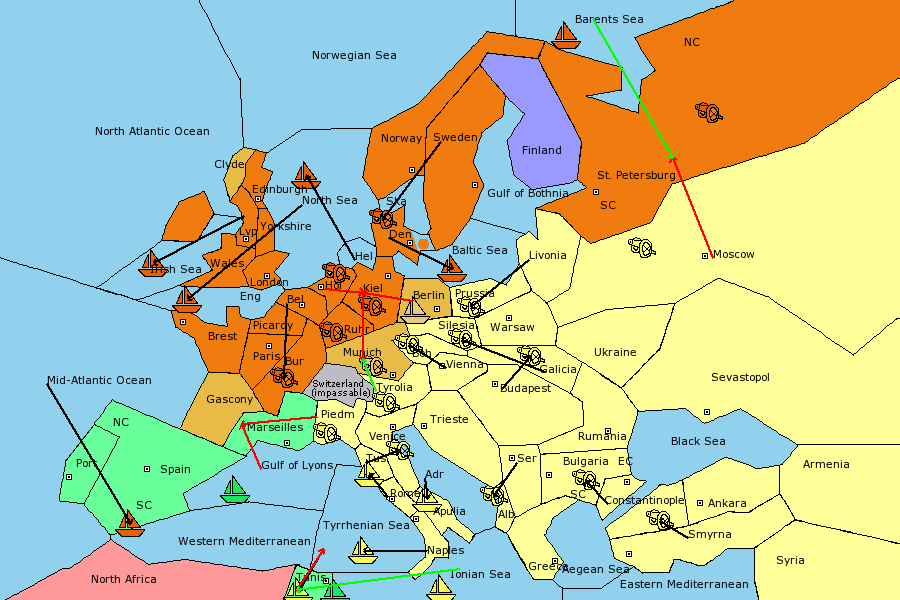 Barents Sea
NC
Norwegian Sea
North Atlantic Ocean
Norway
Sweden
Finland
Clyde
St. Petersburg
Edinburgh
Gulf of Bothnia
North Sea
Ska
SC
Lvp
Yorkshire
Den
Irish Sea
Wales
Hel
Baltic Sea
Livonia
Moscow
London
Eng
Bel
Hol
Kiel
Berlin
Prussia
Brest
Picardy
Ruhr
Silesia
Warsaw
Paris
Bur
Munich
Boh
Ukraine
Vienna
Galicia
Mid-Atlantic Ocean
Switzerland
(impassable)
Tyrolia
Budapest
Sevastopol
Gascony
NC
Piedm
Trieste
Marseilles
Venice
Rumania
Black Sea
Port
Spain
Gulf of Lyons
Tus
Ser
Bulgaria
EC
Armenia
Adr
SC
Rome
SC
Constantinople
Ankara
Apulia
Alb
Tyrrhenian Sea
Western Mediterranean
Smyrna
Naples
Syria
North Africa
Tunis
Ionian Sea
Greece
Aegean Sea
Eastern Mediterranean